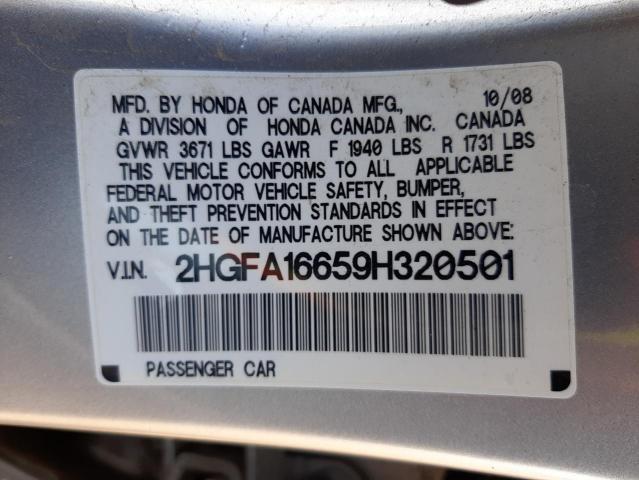 MFD. BY HONDA OF CANADA MFG., 10/08
A DIVISION OF HONDA CANADA INC. CANADA
GVWR 3671 LBS GAWR F 1940 LBS R 1731 LBS
THIS VEHICLE CONFORMS TO ALL APPLICABLE
FEDERAL MOTOR VEHICLE SAFETY, BUMPER,
AND THEFT PREVENTION STANDARDS IN EFFECT
ON THE DATE OF MANUFACTURE SHOWN ABOVE:
V.I.N. 2HGFA16659H320501
PASSENGER CAR